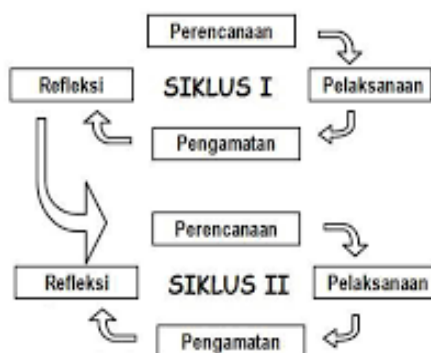 Perencanaan
Refleksi
SIKLUS I
Pelaksanaan
Pengamatan
Perencanaan
Refleksi
SIKLUS II
Pelaksanaan
Pengamatan